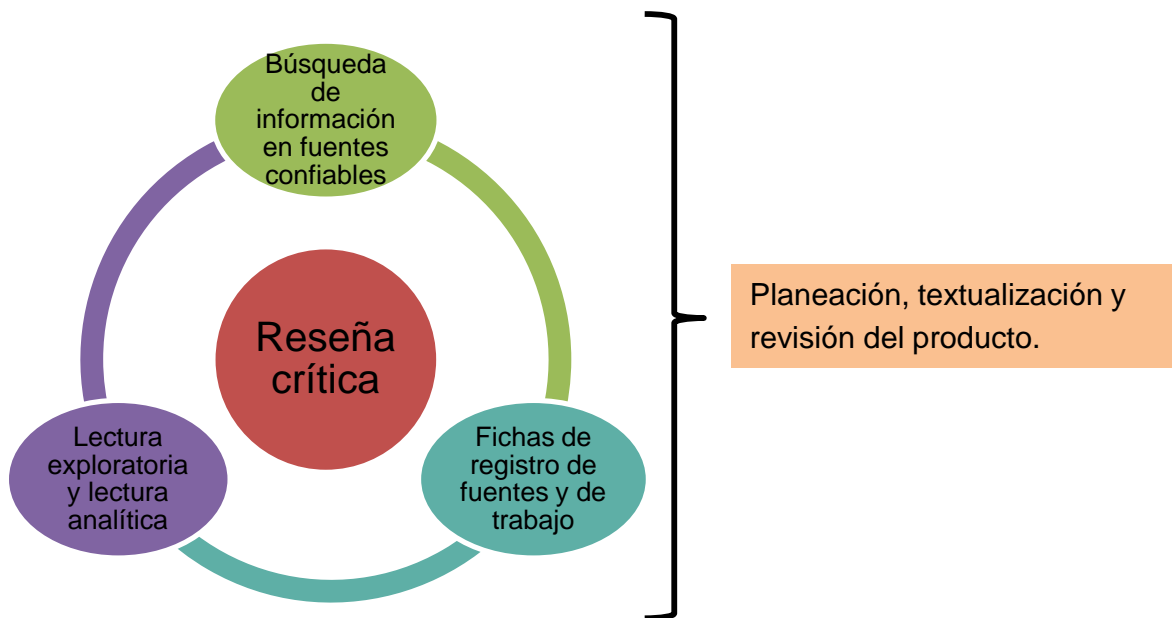 Búsqueda
de
información
en fuentes
confiables
Reseña
crítica
Planeación, textualización y
revisión del producto.
Lectura
exploratoria
y lectura
analítica
Fichas de
registro de
fuentes y de
trabajo